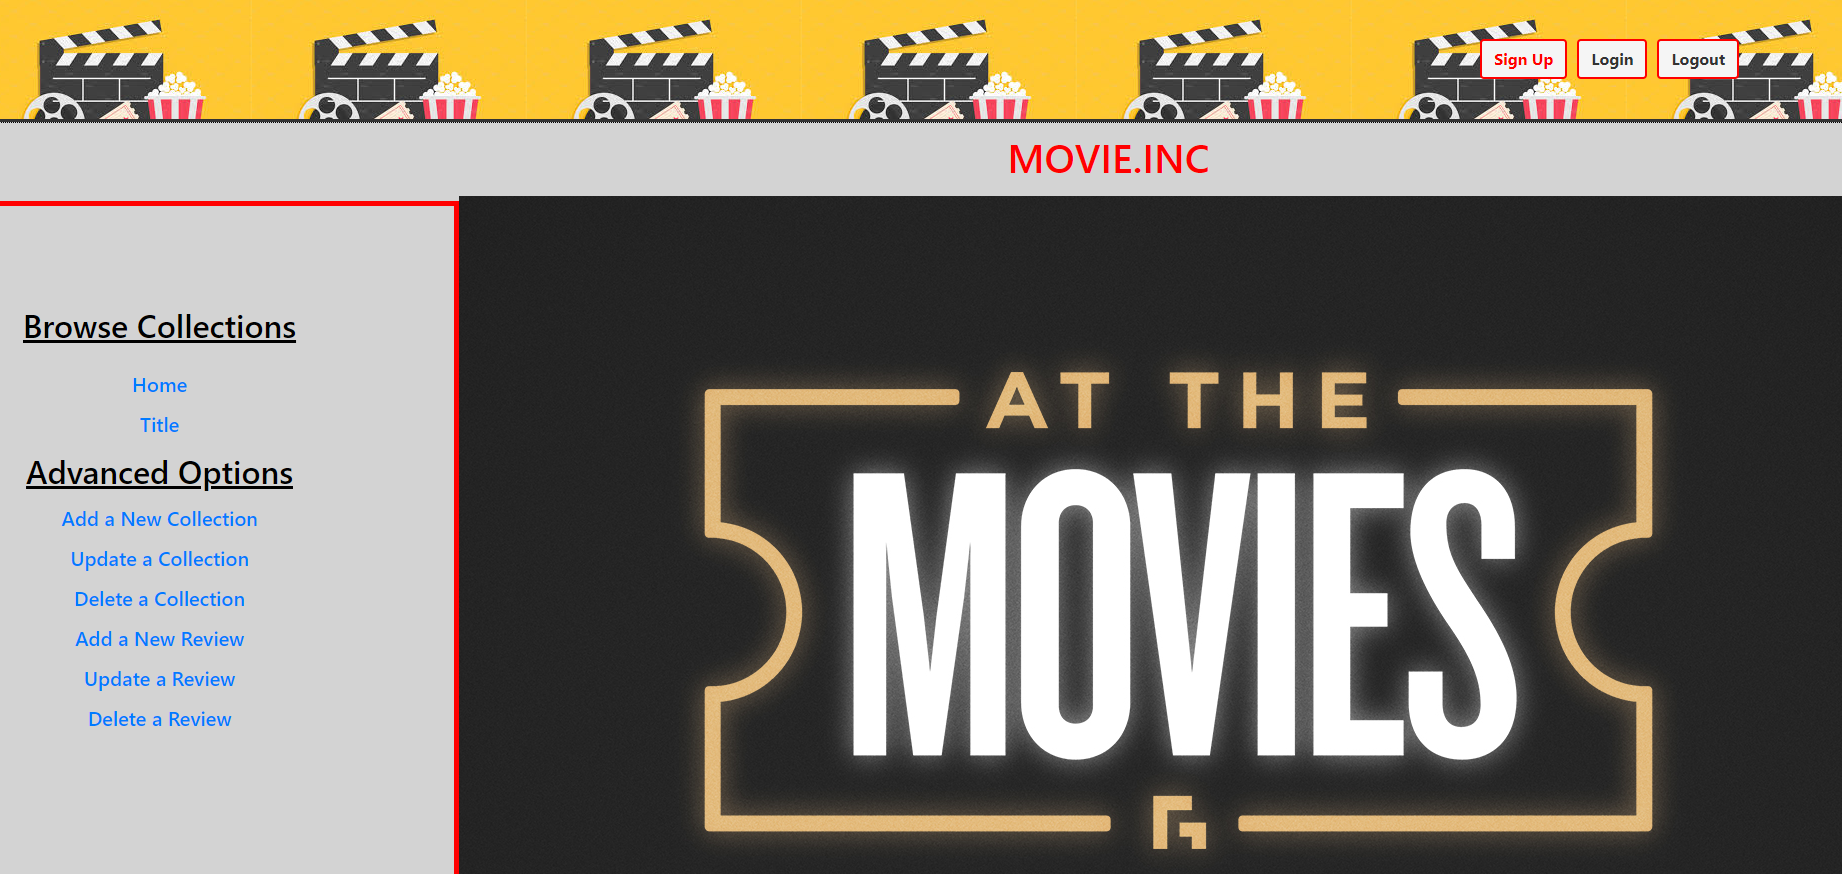 Sign Up Login Logout
MOVIE.INC
Browse Collections
Home
Title
Advanced Options
Add a New Collection
Update a Collection
Delete a Collection
Add a New Review
Update a Review
Delete a Review
AT THE
MOVIES